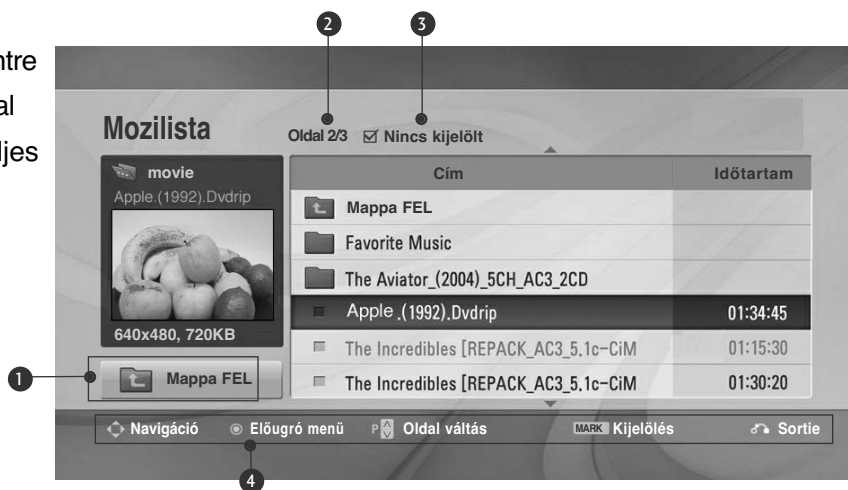 2 3
ntre
al
ljes
Mozilista
Oldal 2/3 Nincs kijelölt
movie
Apple.(1992).Dvdrip
640x480, 720KB
1 Mappa FEL
Cím Időtartam
Mappa FEL
Favorite Music
The Aviator_(2004)_5CH_AC3_2CD
Apple .(1992).Dvdrip 01:34:45
The Incredibles [REPACK_AC3_5.1c-CiM 01:15:30
The Incredibles [REPACK_AC3_5.1c-CiM 01:30:20
Navigáció Előugró menü P Oldal váltás MARK Kijelölés Sortie
4